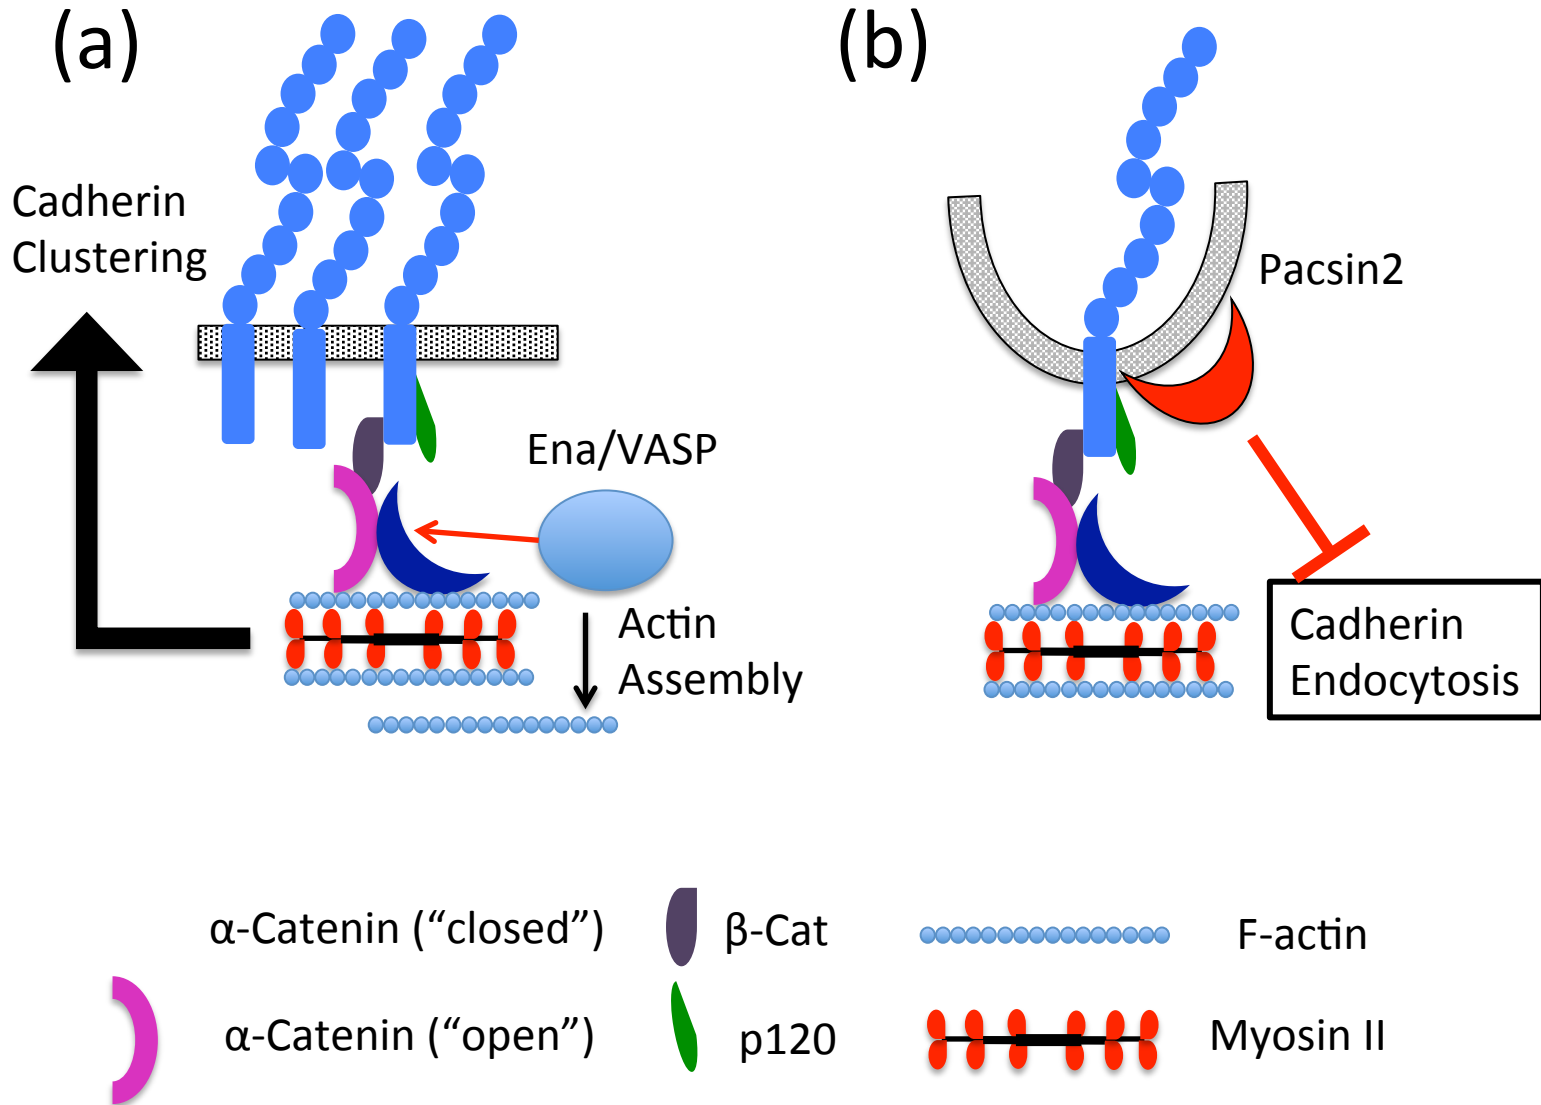 (a)
(b)
Cadherin
Clustering
Pacsin2
Ena/VASP
Actin
Assembly
Cadherin
Endocytosis
α-Catenin (“closed”)
β-Cat
F-actin
α-Catenin (“open”)
p120
Myosin II